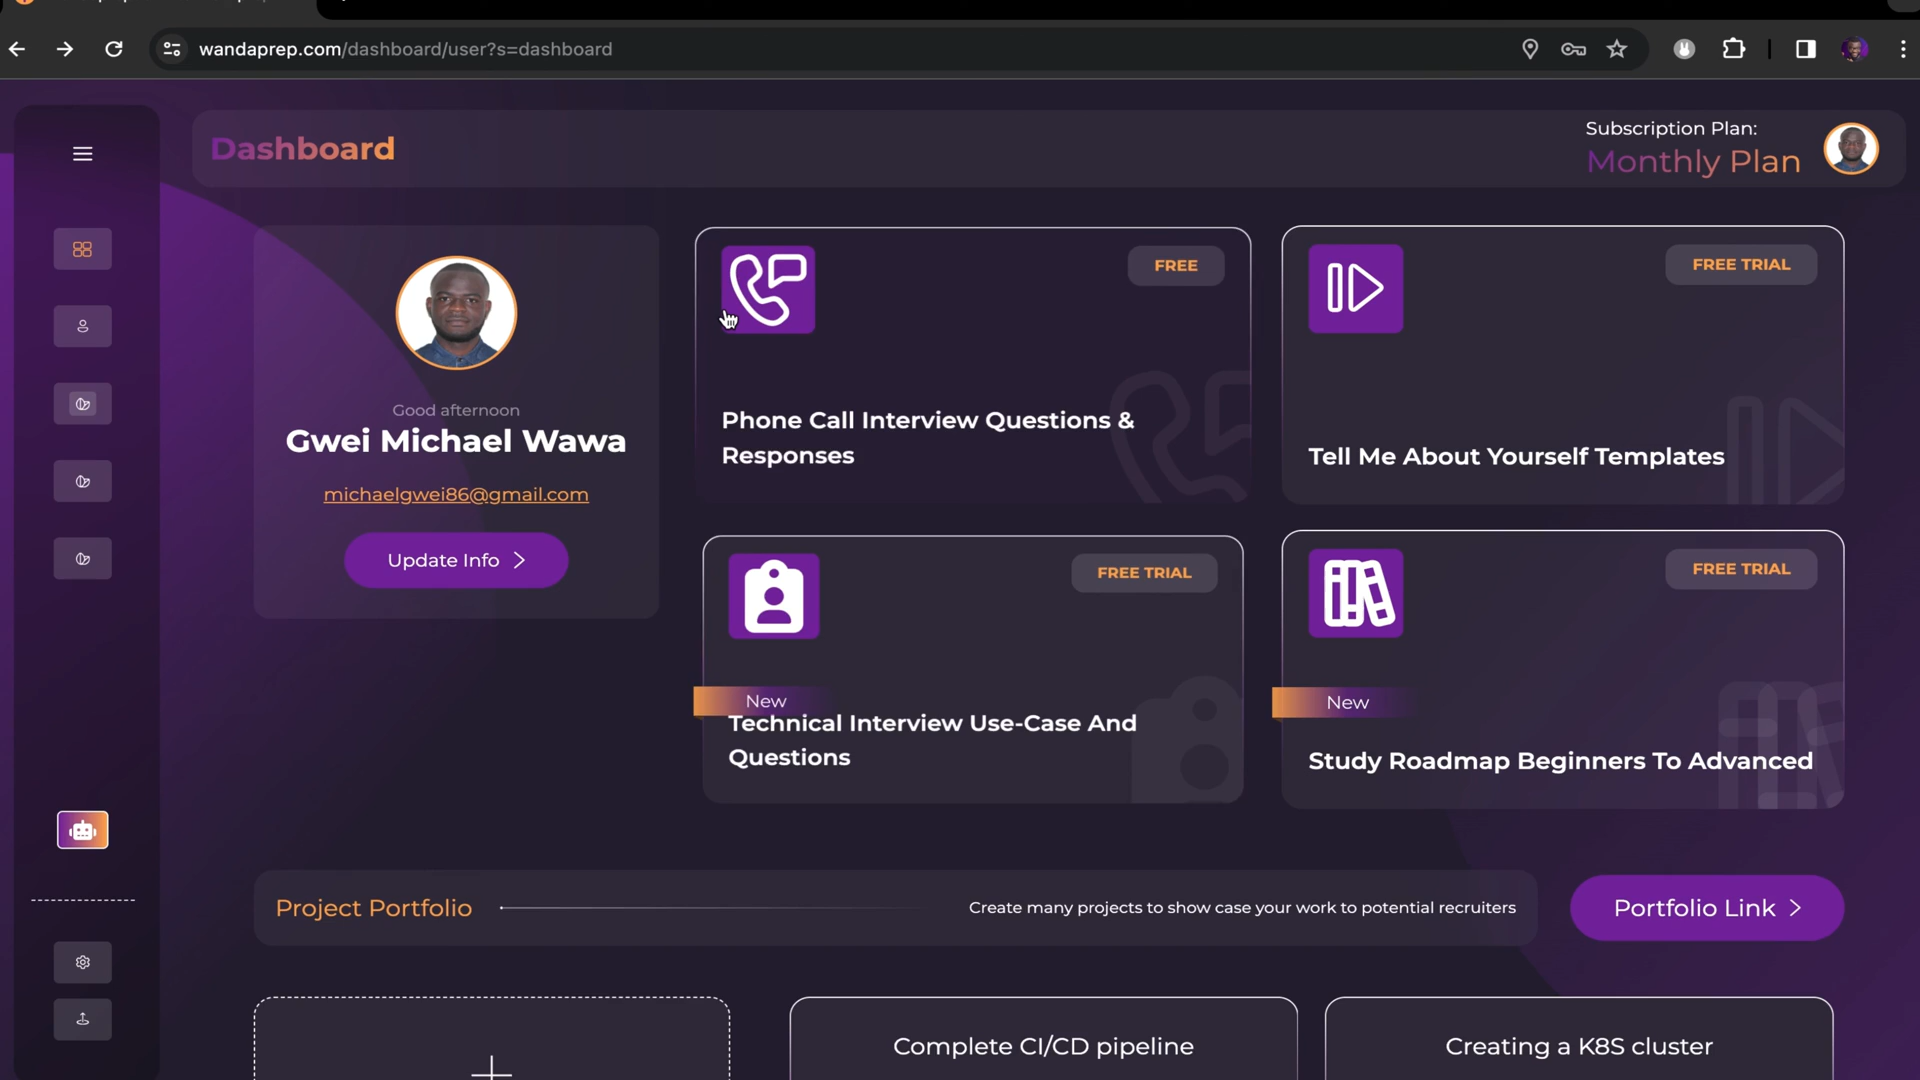 wandaprep.com/dashboard/user?s=dashboard
Dashboard
Subscription Plan:
Monthly Plan
Good afternoon
Gwei Michael Wawa
michaelgwei86@gmail.com
Update Info
FREE
Phone Call Interview Questions &
Responses
FREE TRIAL
Tell Me About Yourself Templates
FREE TRIAL
New
Technical Interview Use-Case And
Questions
FREE TRIAL
New
Study Roadmap Beginners To Advanced
Project Portfolio
Create many projects to show case your work to potential recruiters
Portfolio Link
Complete CI/CD pipeline
Creating a K8S cluster